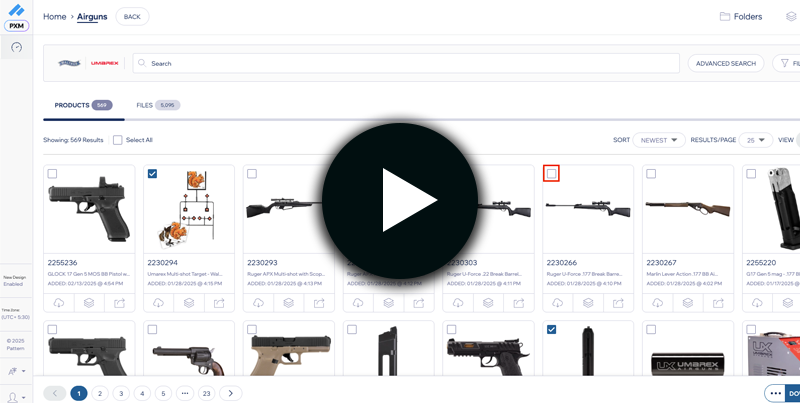 PXM
Home > Airguns BACK
Folders
UMAREX
Search
ADVANCED SEARCH
PRODUCTS 569 FILES 5,095
Showing: 569 Results Select All
SORT NEWEST RESULTS/PAGE 25 VIEW
2255236
GLOCK 17 Gen 5 MOS BB Pistol w...
ADDED: 02/13/2025 @ 4:54 PM
2230294
Umarex Multi-shot Target - Wal...
ADDED: 01/28/2025 @ 4:15 PM
2230293
Ruger AFX Multi-shot with Scop...
ADDED: 01/28/2025 @ 4:13 PM
2230303
Ruger U-Force .22 Break Barrel...
ADDED: 01/28/2025 @ 4:11 PM
2230266
Ruger U-Force .177 Break Barrel...
ADDED: 01/28/2025 @ 4:10 PM
2230267
Marlin Lever Action .177 BB Ai...
ADDED: 01/28/2025 @ 4:02 PM
2255220
G17 Gen 5 mag - .177 B
ADDED: 01/17/2025 @
New Design
Enabled
Time Zone
(UTC + 5:30)
© 2025
Pattern
UX UMAREX
AIRGUNS
UX
1 2 3 4 5 ... 23